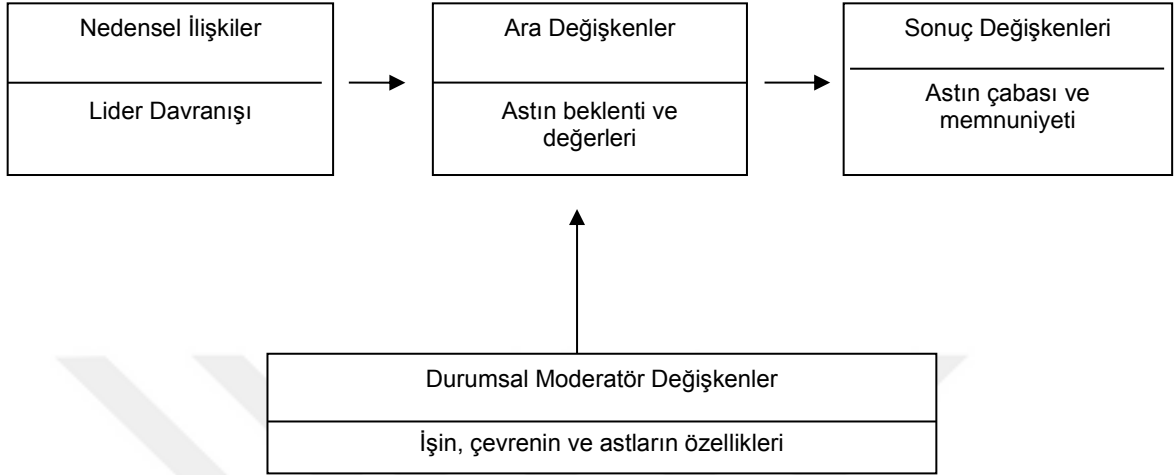 Nedensel İlişkiler
Lider Davranışı
Ara Değişkenler
Astın beklenti ve
değerleri
Sonuç Değişkenleri
Astın çabası ve
memnuniyeti
Durumsal Moderatör Değişkenler
İşin, çevrenin ve astların özellikleri